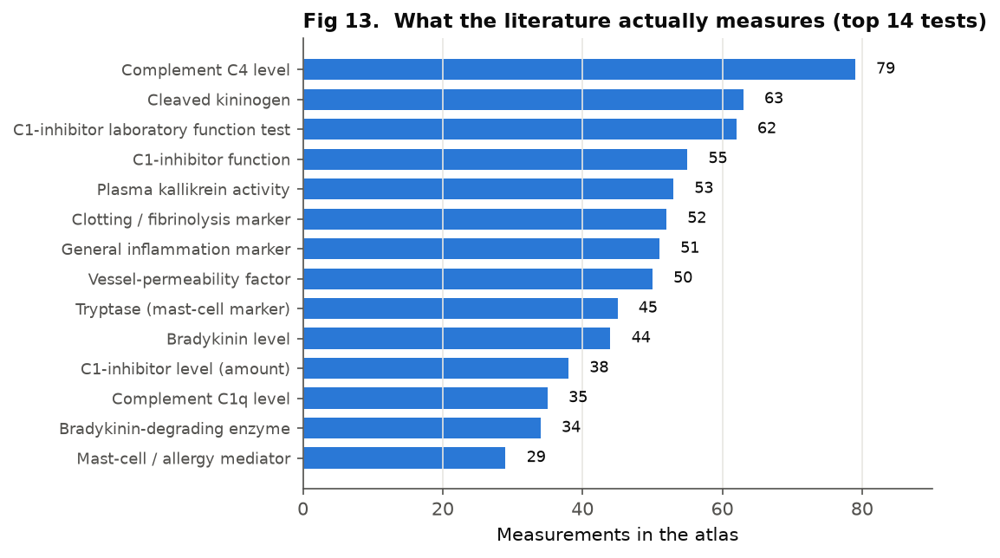 Fig 13.  What the literature actually measures (top 14 tests)
Complement C4 level 79
Cleaved kininogen 63
C1-inhibitor laboratory function test 62
C1-inhibitor function 55
Plasma kallikrein activity 53
Clotting / fibrinolysis marker 52
General inflammation marker 51
Vessel-permeability factor 50
Tryptase (mast-cell marker) 45
Bradykinin level 44
C1-inhibitor level (amount) 38
Complement C1q level 35
Bradykinin-degrading enzyme 34
Mast-cell / allergy mediator 29
0 20 40 60 80
Measurements in the atlas